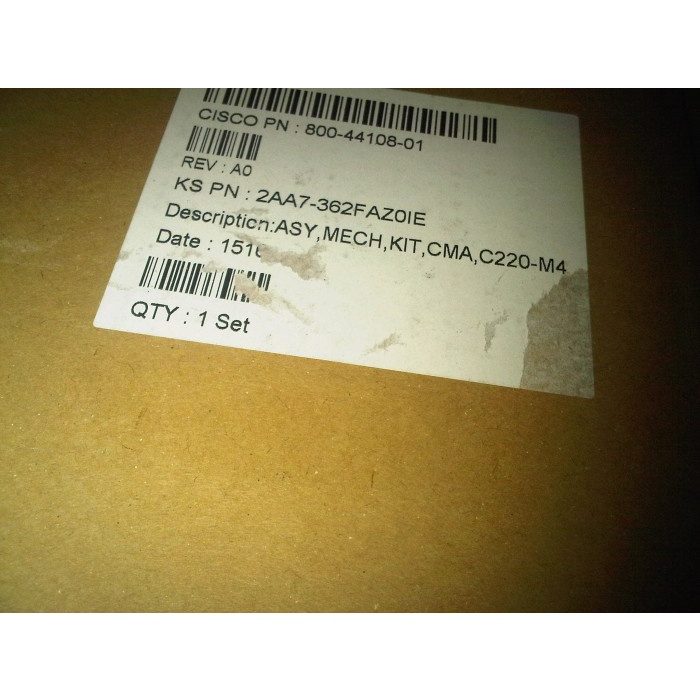 CISCO PN : 800-44108-01
REV : A0
KS PN : 2AA7-362FAZ0IE
Description:ASY,MECH,KIT,CMA,C220-M4
Date :
QTY : 1 Set